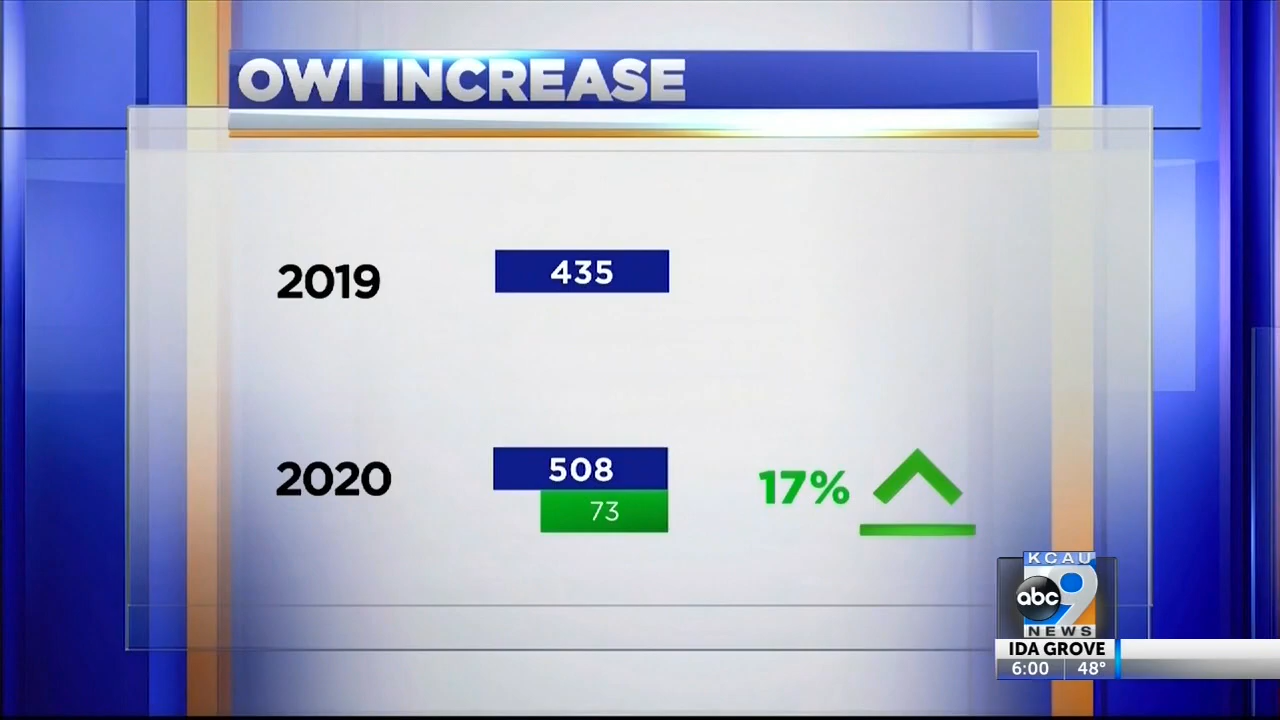 OWI INCREASE
2019
435
2020
508
73
17%
KCAU
abc 9
NEWS
IDA GROVE
6:00 48°